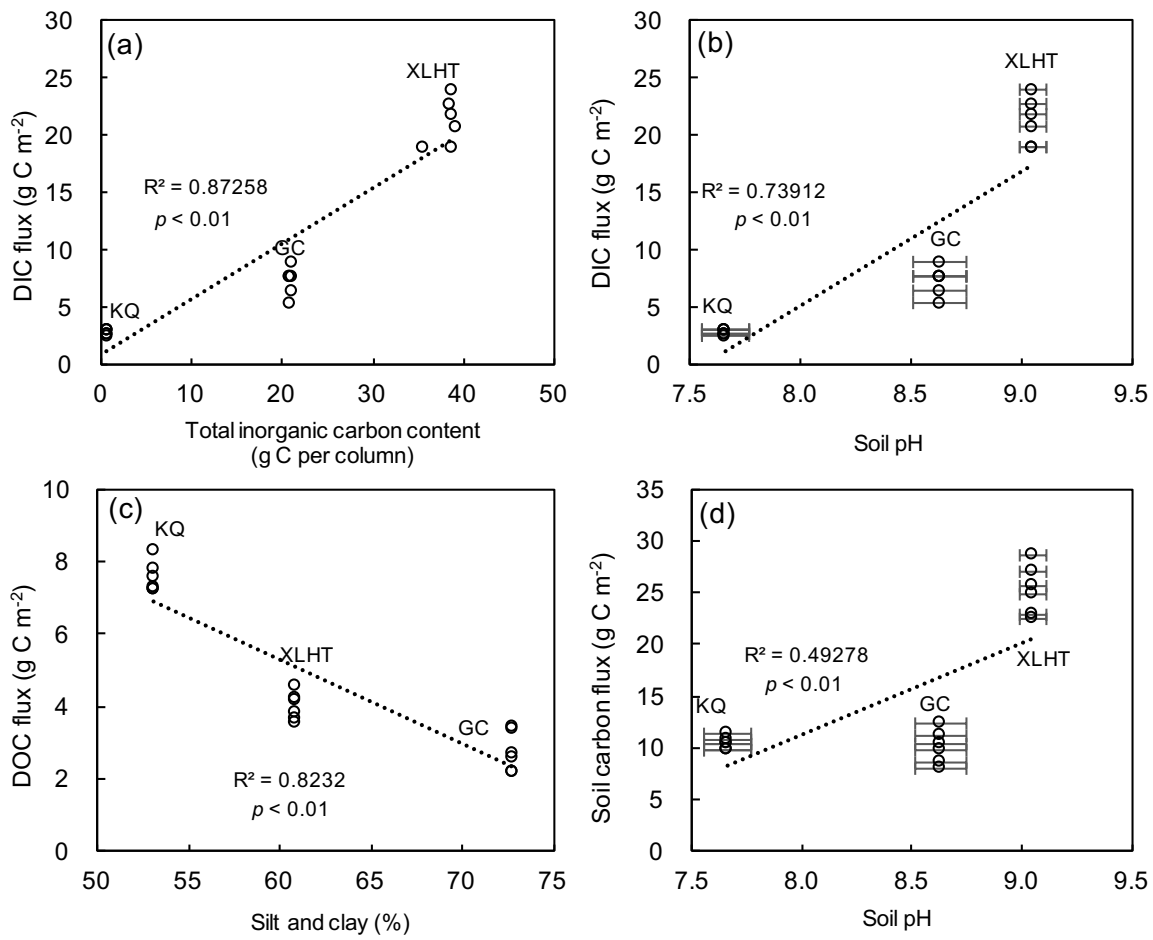 (a)
30
25
20
15
10
5
0
DIC flux (g C m-2)
XLHT
R² = 0.87258
p < 0.01
GC
KQ
0 10 20 30 40 50
Total inorganic carbon content
(g C per column)
(b)
30
25
20
15
10
5
0
DIC flux (g C m-2)
XLHT
R² = 0.73912
p < 0.01
GC
KQ
7.5 8.0 8.5 9.0 9.5
Soil pH
(c)
10
8
6
4
2
0
DOC flux (g C m-2)
KQ
XLHT
GC
R² = 0.8232
p < 0.01
50 55 60 65 70 75
Silt and clay (%)
(d)
35
30
25
20
15
10
5
0
Soil carbon flux (g C m-2)
R² = 0.49278
p < 0.01
XLHT
KQ
GC
7.5 8.0 8.5 9.0 9.5
Soil pH